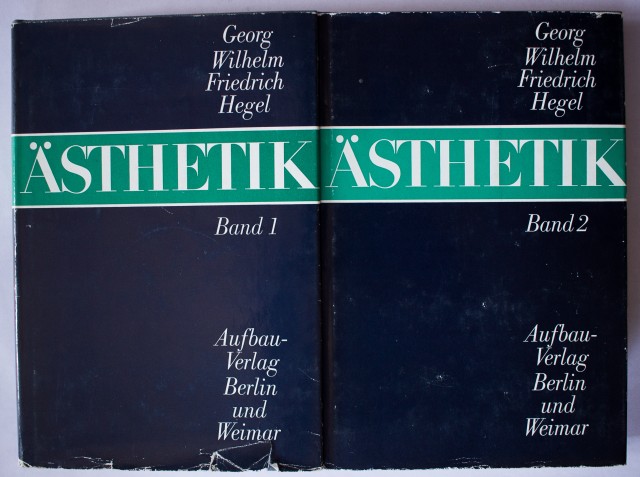 Georg
Wilhelm
Friedrich
Hegel
ÄSTHETIK
Band 1
Aufbau-
Verlag
Berlin
und
Weimar
Georg
Wilhelm
Friedrich
Hegel
ÄSTHETIK
Band 2
Aufbau-
Verlag
Berlin
und
Weimar